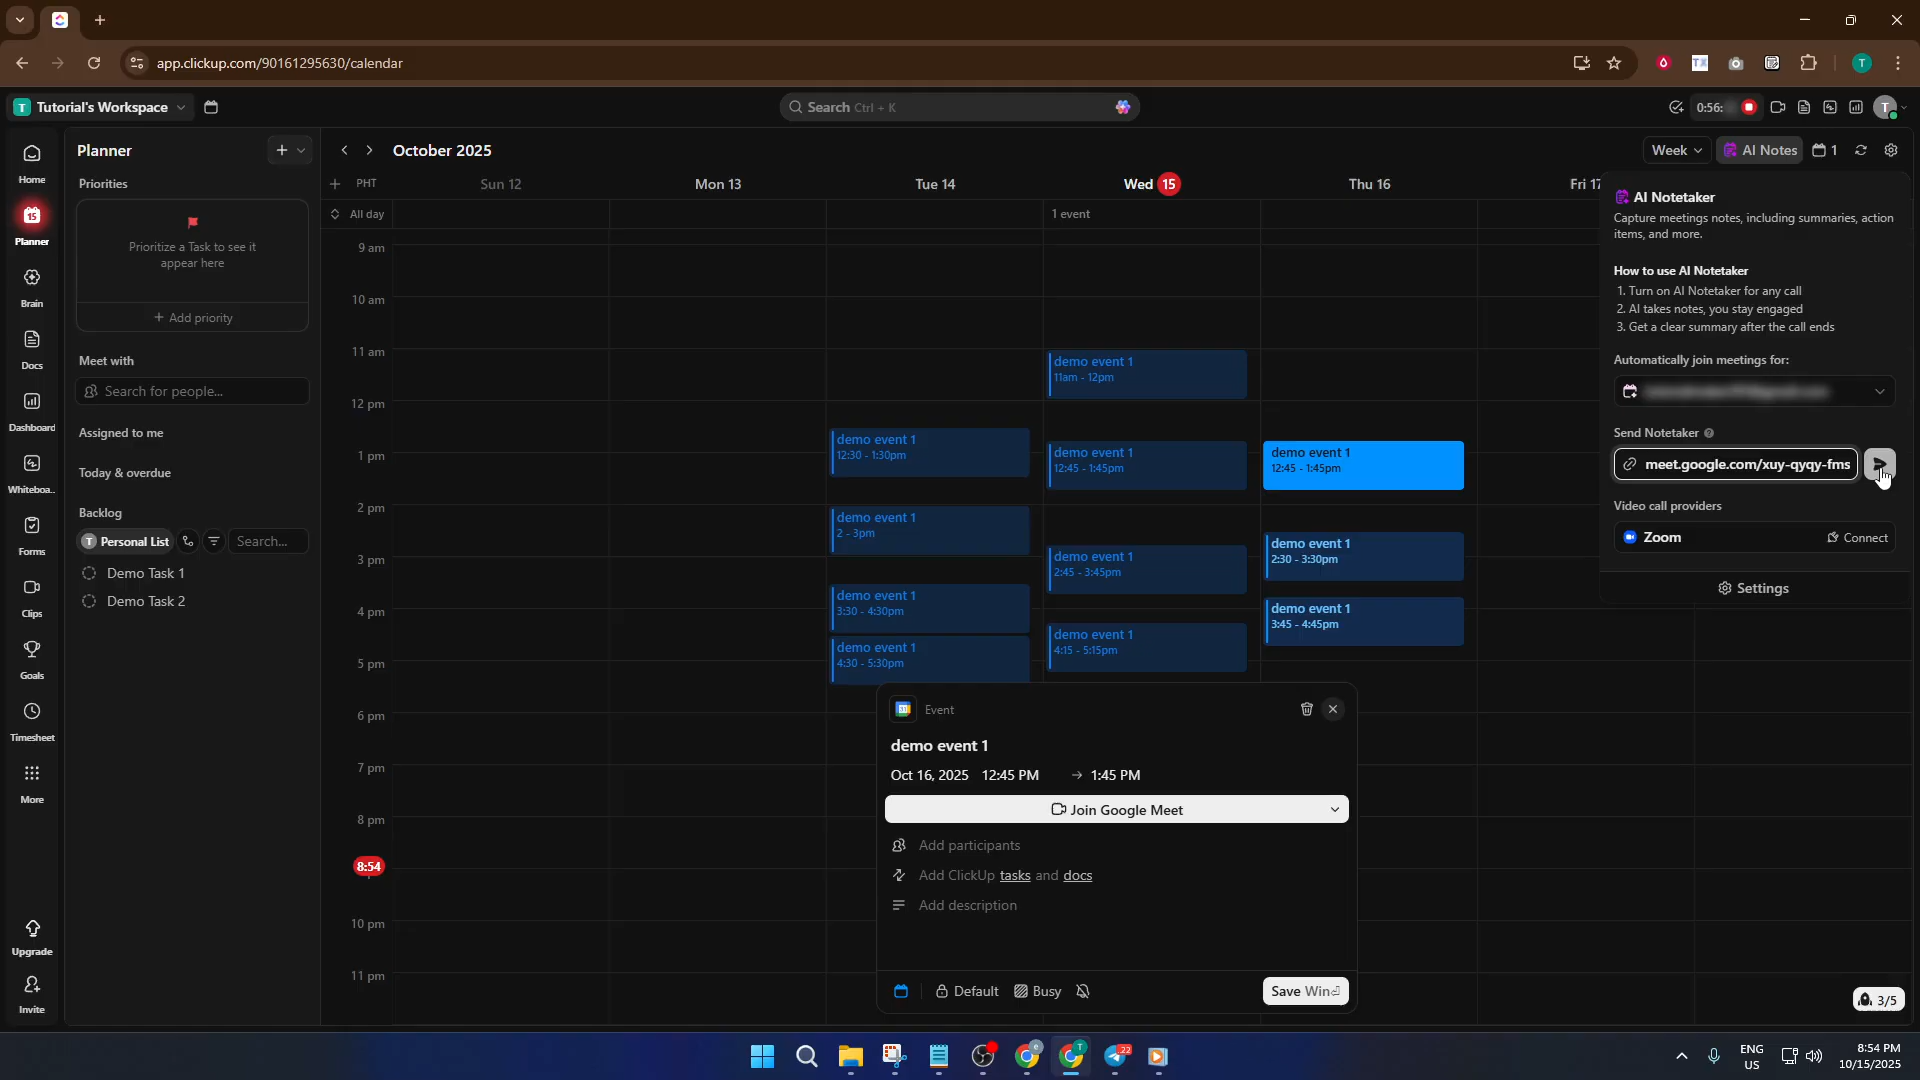 app.clickup.com/90161295630/calendar
T
T Tutorial's Workspace
Search Ctrl + K
0:56:
T
Home
15
Planner
Brain
Docs
Dashboard
Whiteboa..
Forms
Clips
Goals
Timesheet
More
Upgrade
Invite
Planner
Priorities
Prioritize a Task to see it
appear here
+ Add priority
Meet with
Search for people...
Assigned to me
Today & overdue
Backlog
T Personal List
Search...
Demo Task 1
Demo Task 2
October 2025
Week
AI Notes
1
PHT
Sun 12
Mon 13
Tue 14
Wed 15
Thu 16
Fri 17
All day
1 event
9 am
10 am
11 am
12 pm
1 pm
2 pm
3 pm
4 pm
5 pm
6 pm
7 pm
8 pm
8:54
10 pm
11 pm
demo event 1
12:30 - 1:30pm
demo event 1
2 - 3pm
demo event 1
3:30 - 4:30pm
demo event 1
4:30 - 5:30pm
demo event 1
11am - 12pm
demo event 1
12:45 - 1:45pm
demo event 1
2:45 - 3:45pm
demo event 1
4:15 - 5:15pm
demo event 1
12:45 - 1:45pm
demo event 1
2:30 - 3:30pm
demo event 1
3:45 - 4:45pm
AI Notetaker
Capture meetings notes, including summaries, action
items, and more.
How to use AI Notetaker
1. Turn on AI Notetaker for any call
2. AI takes notes, you stay engaged
3. Get a clear summary after the call ends
Automatically join meetings for:
Send Notetaker
meet.google.com/xuy-qyqy-fms
Video call providers
Zoom
Connect
Settings
31
Event
demo event 1
Oct 16, 2025 12:45 PM → 1:45 PM
Join Google Meet
Add participants
Add ClickUp tasks and docs
Add description
Default
Busy
Save Win⏎
3/5
22
ENG
US
8:54 PM
10/15/2025